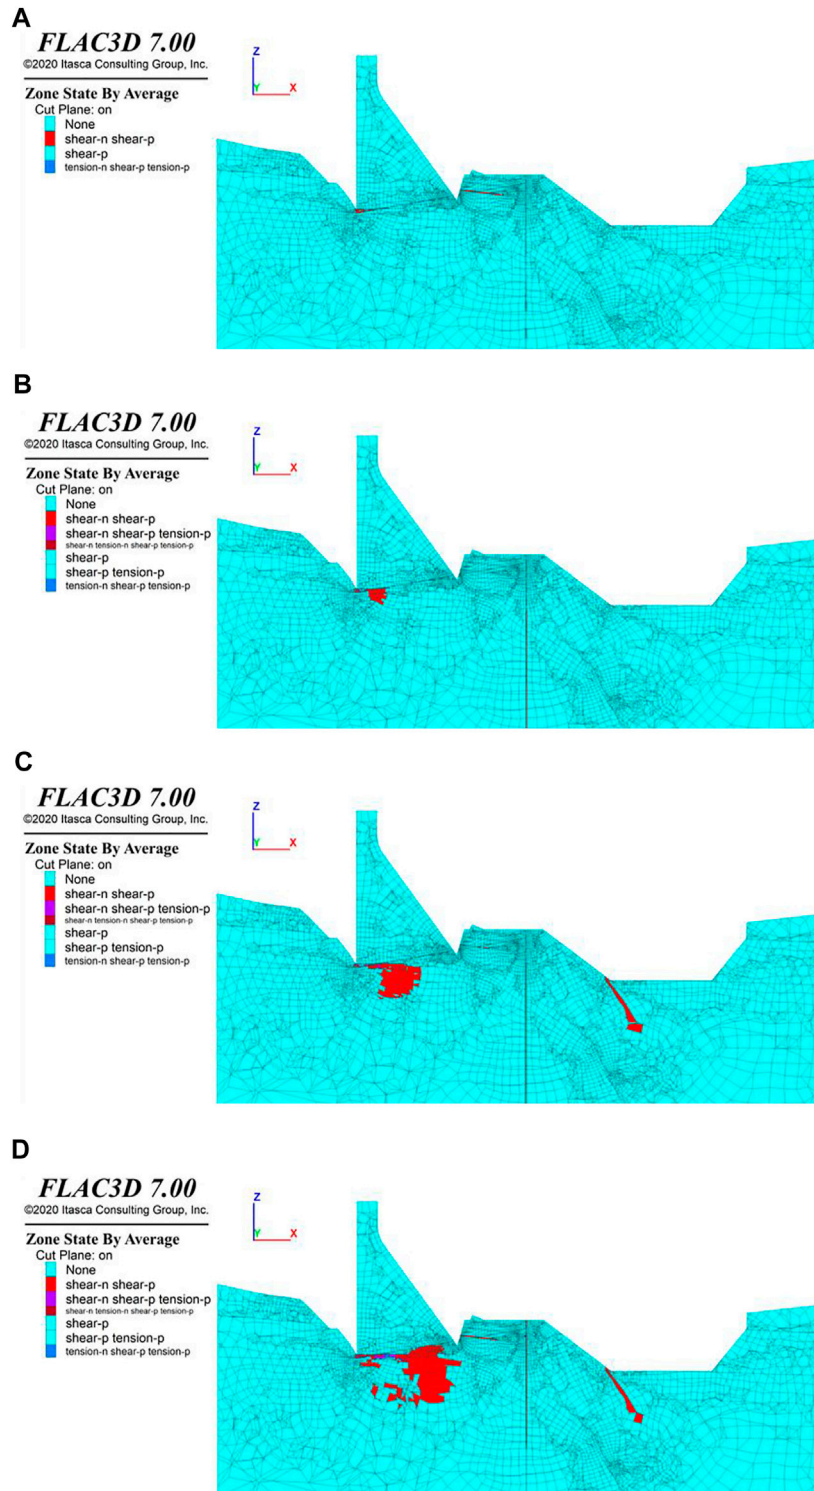 A
FLAC3D 7.00
©2020 Itasca Consulting Group, Inc.
Zone State By Average
Cut Plane: on
None
shear-n shear-p
shear-p
tension-n shear-p tension-p
Z
Y
X
B
FLAC3D 7.00
©2020 Itasca Consulting Group, Inc.
Zone State By Average
Cut Plane: on
None
shear-n shear-p
shear-n shear-p tension-p
shear-n tension-n shear-p tension-p
shear-p
shear-p tension-p
tension-n shear-p tension-p
Z
Y
X
C
FLAC3D 7.00
©2020 Itasca Consulting Group, Inc.
Zone State By Average
Cut Plane: on
None
shear-n shear-p
shear-n shear-p tension-p
shear-n tension-n shear-p tension-p
shear-p
shear-p tension-p
tension-n shear-p tension-p
Z
Y
X
D
FLAC3D 7.00
©2020 Itasca Consulting Group, Inc.
Zone State By Average
Cut Plane: on
None
shear-n shear-p
shear-n shear-p tension-p
shear-n tension-n shear-p tension-p
shear-p
shear-p tension-p
tension-n shear-p tension-p
Z
Y
X